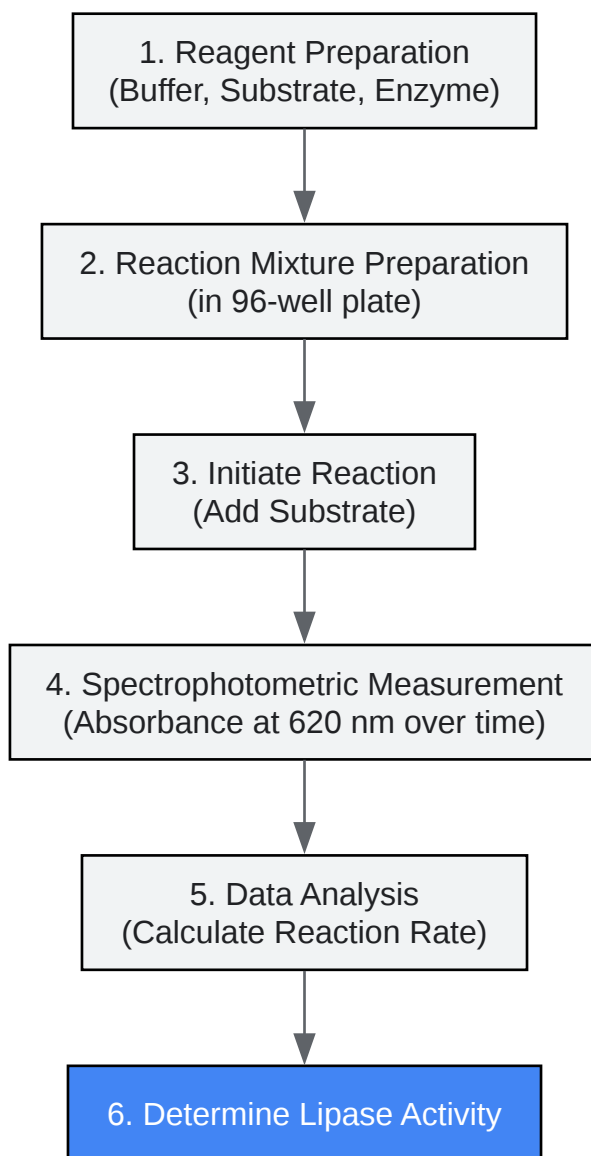 1. Reagent Preparation
(Buffer, Substrate, Enzyme)
2. Reaction Mixture Preparation
(in 96-well plate)
3. Initiate Reaction
(Add Substrate)
4. Spectrophotometric Measurement
(Absorbance at 620 nm over time)
5. Data Analysis
(Calculate Reaction Rate)
6. Determine Lipase Activity